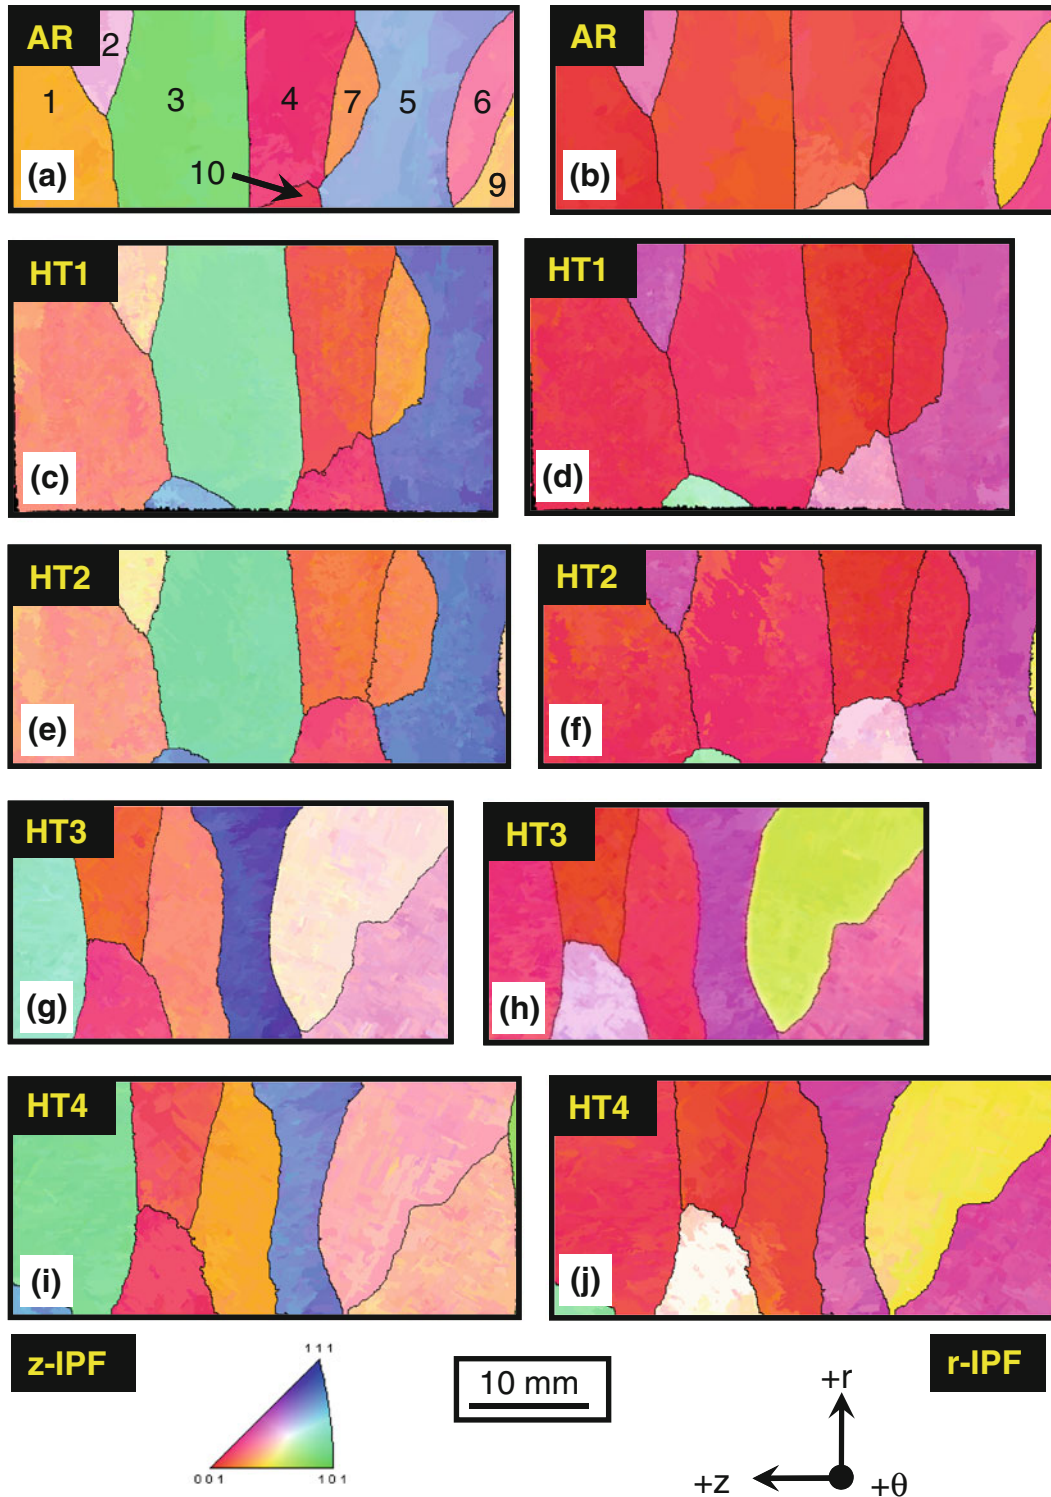 AR
2
1
3
4
7
5
6
10
9
(a)
AR
(b)
HT1
(c)
HT1
(d)
HT2
(e)
HT2
(f)
HT3
(g)
HT3
(h)
HT4
(i)
HT4
(j)
z-IPF
111
001
101
10 mm
r-IPF
+r
+z
+θ